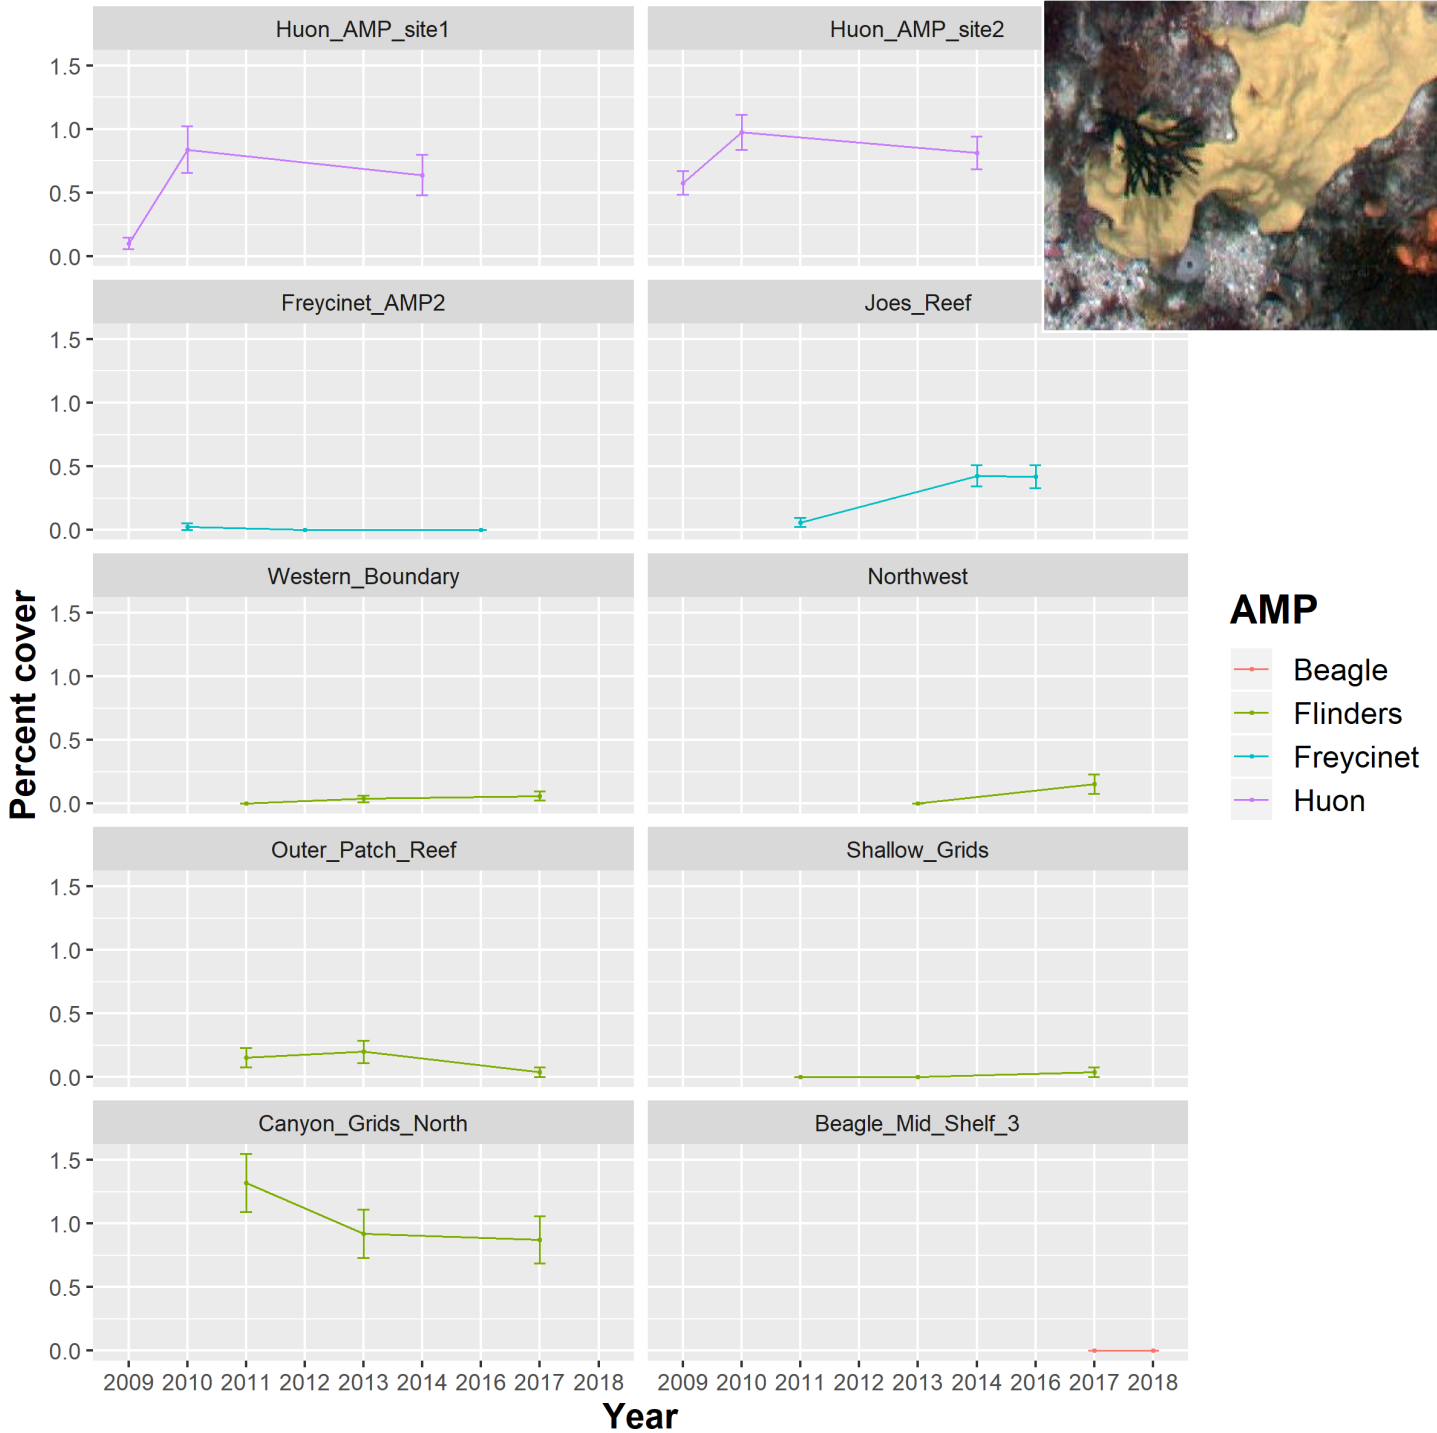 Huon_AMP_site1
Huon_AMP_site2
1.5
1.0
0.5
0.0
Freycinet_AMP2
Joes_Reef
1.5
1.0
0.5
0.0
Western_Boundary
Northwest
1.5
1.0
0.5
0.0
Outer_Patch_Reef
Shallow_Grids
1.5
1.0
0.5
0.0
Canyon_Grids_North
Beagle_Mid_Shelf_3
1.5
1.0
0.5
0.0
2009 2010 2011 2012 2013 2014 2016 2017 2018
2009 2010 2011 2012 2013 2014 2016 2017 2018
Year
Percent cover
AMP
Beagle
Flinders
Freycinet
Huon